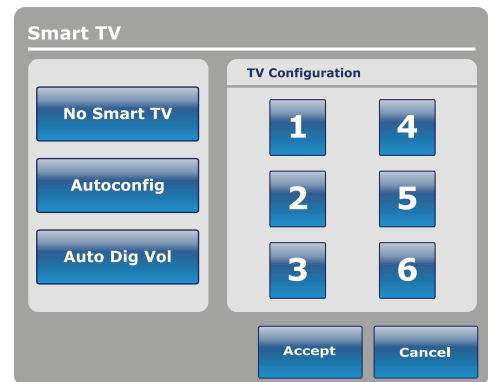 Smart TV
No Smart TV
Autoconfig
Auto Dig Vol
TV Configuration
1 4
2 5
3 6
Accept Cancel